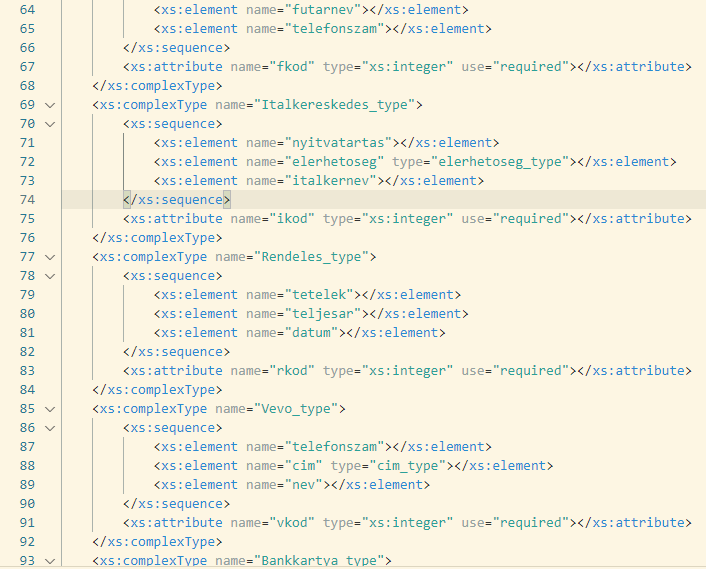 64 <xs:element name="futarnev"></xs:element>
65 <xs:element name="telefonszam"></xs:element>
66 </xs:sequence>
67 <xs:attribute name="fkod" type="xs:integer" use="required"></xs:attribute>
68 </xs:complexType>
69 <xs:complexType name="Italkereskedes_type">
70 <xs:sequence>
71 <xs:element name="nyitvatartas"></xs:element>
72 <xs:element name="elerhetoseg" type="elerhetoseg_type"></xs:element>
73 <xs:element name="italkernev"></xs:element>
74 </xs:sequence>
75 <xs:attribute name="ikod" type="xs:integer" use="required"></xs:attribute>
76 </xs:complexType>
77 <xs:complexType name="Rendeles_type">
78 <xs:sequence>
79 <xs:element name="tetelek"></xs:element>
80 <xs:element name="teljesar"></xs:element>
81 <xs:element name="datum"></xs:element>
82 </xs:sequence>
83 <xs:attribute name="rkod" type="xs:integer" use="required"></xs:attribute>
84 </xs:complexType>
85 <xs:complexType name="Vevo_type">
86 <xs:sequence>
87 <xs:element name="telefonszam"></xs:element>
88 <xs:element name="cim" type="cim_type"></xs:element>
89 <xs:element name="nev"></xs:element>
90 </xs:sequence>
91 <xs:attribute name="vkod" type="xs:integer" use="required"></xs:attribute>
92 </xs:complexType>
93 <xs:complexType name="Bankkartya_type">